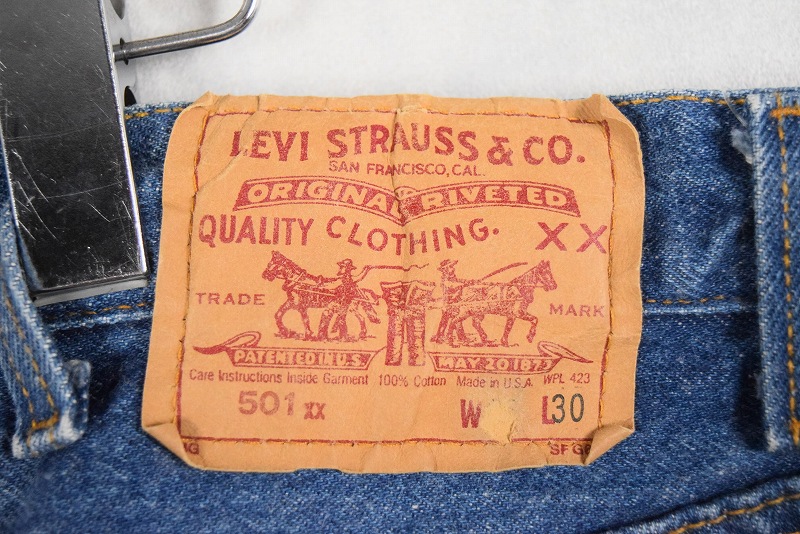 LEVI STRAUSS & CO.
SAN FRANCISCO, CAL.
ORIGINAL RIVETED
QUALITY CLOTHING. XX
TRADE MARK
PATENTED IN U.S. MAY 20 1873
Care Instructions Inside Garment 100% Cotton Made in U.S.A. WPL 423
501 XX W L30
SF